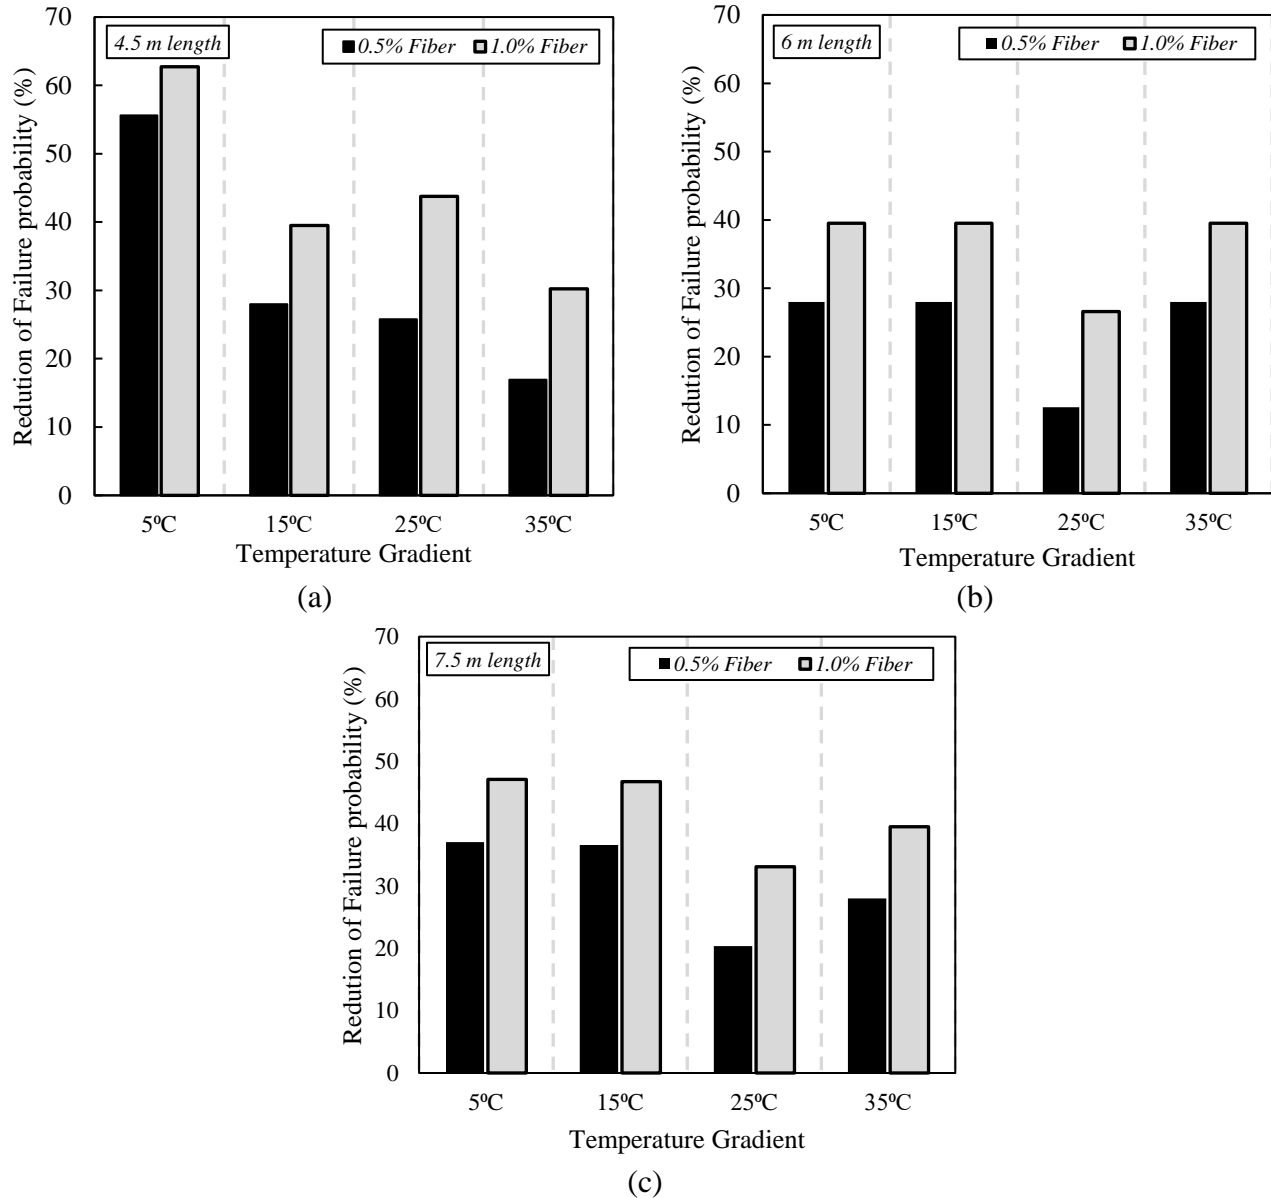 4.5 m length
0.5% Fiber 1.0% Fiber
Redution of Failure probability (%)
70
60
50
40
30
20
10
0
5ºC 15ºC 25ºC 35ºC
Temperature Gradient
(a)
6 m length
0.5% Fiber 1.0% Fiber
Redution of Failure probability (%)
70
60
50
40
30
20
10
0
5ºC 15ºC 25ºC 35ºC
Temperature Gradient
(b)
7.5 m length
0.5% Fiber 1.0% Fiber
Redution of Failure probability (%)
70
60
50
40
30
20
10
0
5ºC 15ºC 25ºC 35ºC
Temperature Gradient
(c)